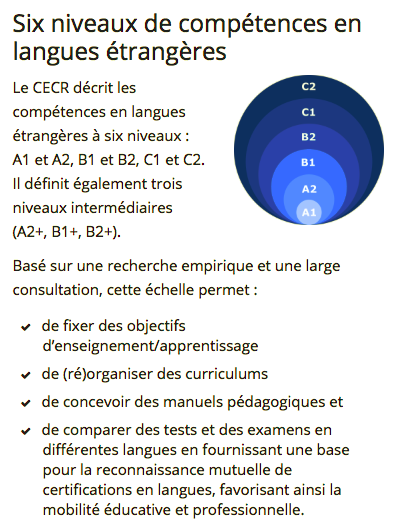 Six niveaux de compétences en
langues étrangères
Le CECR décrit les
compétences en langues
étrangères à six niveaux :
A1 et A2, B1 et B2, C1 et C2.
Il définit également trois
niveaux intermédiaires
(A2+, B1+, B2+).
C2
C1
B2
B1
A2
A1
Basé sur une recherche empirique et une large
consultation, cette échelle permet :
de fixer des objectifs
d’enseignement/apprentissage
de (ré)organiser des curriculums
de concevoir des manuels pédagogiques et
de comparer des tests et des examens en
différentes langues en fournissant une base
pour la reconnaissance mutuelle de
certifications en langues, favorisant ainsi la
mobilité éducative et professionnelle.